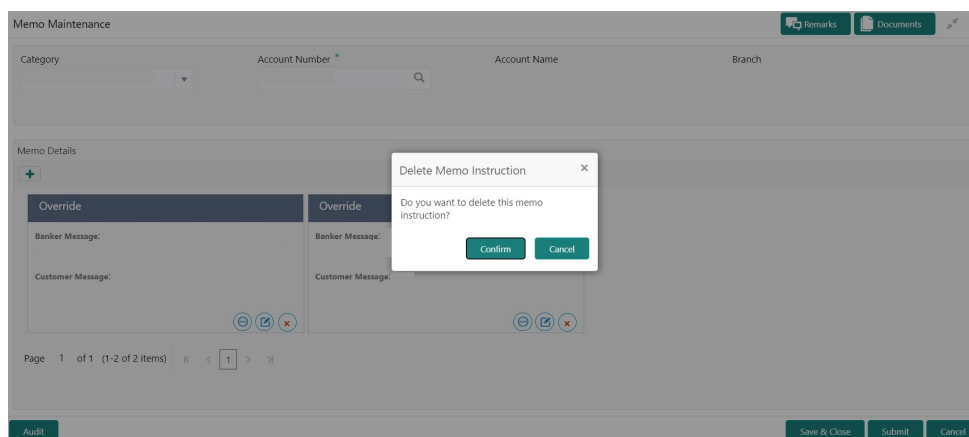 Memo Maintenance
Remarks
Documents
Category
Account Number *
Account Name
Branch
Memo Details
Delete Memo Instruction
Do you want to delete this memo
instruction?
Confirm
Cancel
Override
Override
Banker Message:
Banker Message:
Customer Message:
Customer Message:
Page 1 of 1 (1-2 of 2 items) 1
Audit
Save & Close
Submit
Cancel